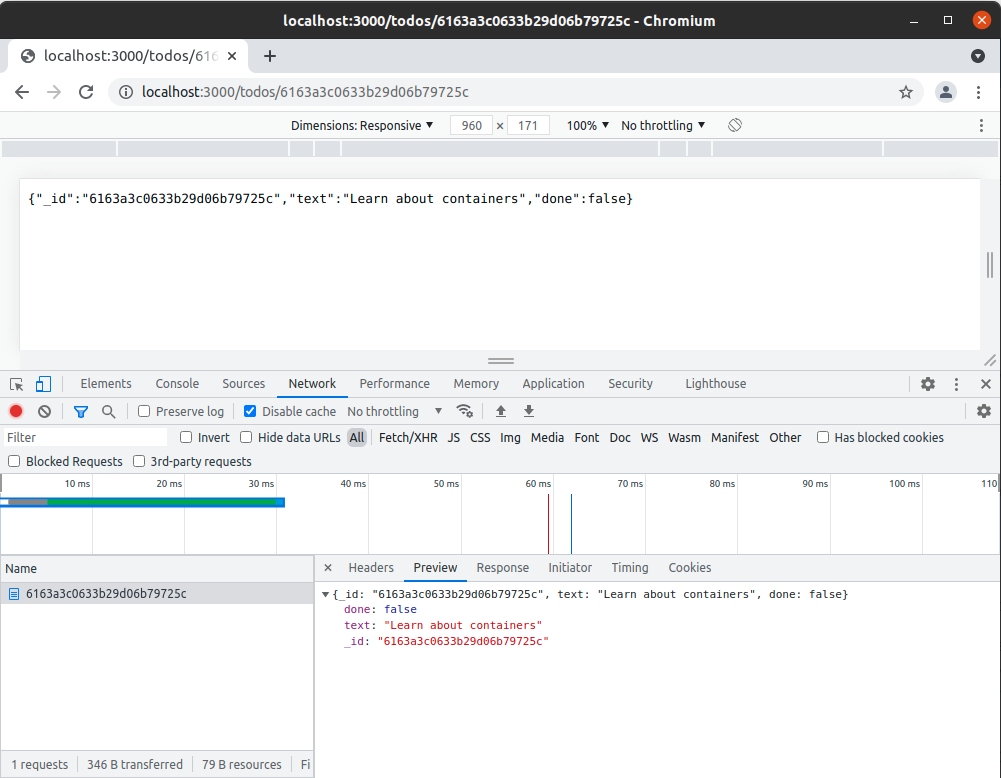 localhost:3000/todos/6163a3c0633b29d06b79725c - Chromium
localhost:3000/todos/616
localhost:3000/todos/6163a3c0633b29d06b79725c
Dimensions: Responsive 960 × 171 100% No throttling
{"_id":"6163a3c0633b29d06b79725c","text":"Learn about containers","done":false}
Elements Console Sources Network Performance Memory Application Security Lighthouse
Preserve log Disable cache No throttling
Filter Invert Hide data URLs All Fetch/XHR JS CSS Img Media Font Doc WS Wasm Manifest Other Has blocked cookies
Blocked Requests 3rd-party requests
10 ms 20 ms 30 ms 40 ms 50 ms 60 ms 70 ms 80 ms 90 ms 100 ms 110
Name
6163a3c0633b29d06b79725c
1 requests 346 B transferred 79 B resources Fi
Headers Preview Response Initiator Timing Cookies
{_id: "6163a3c0633b29d06b79725c", text: "Learn about containers", done: false}
done: false
text: "Learn about containers"
_id: "6163a3c0633b29d06b79725c"